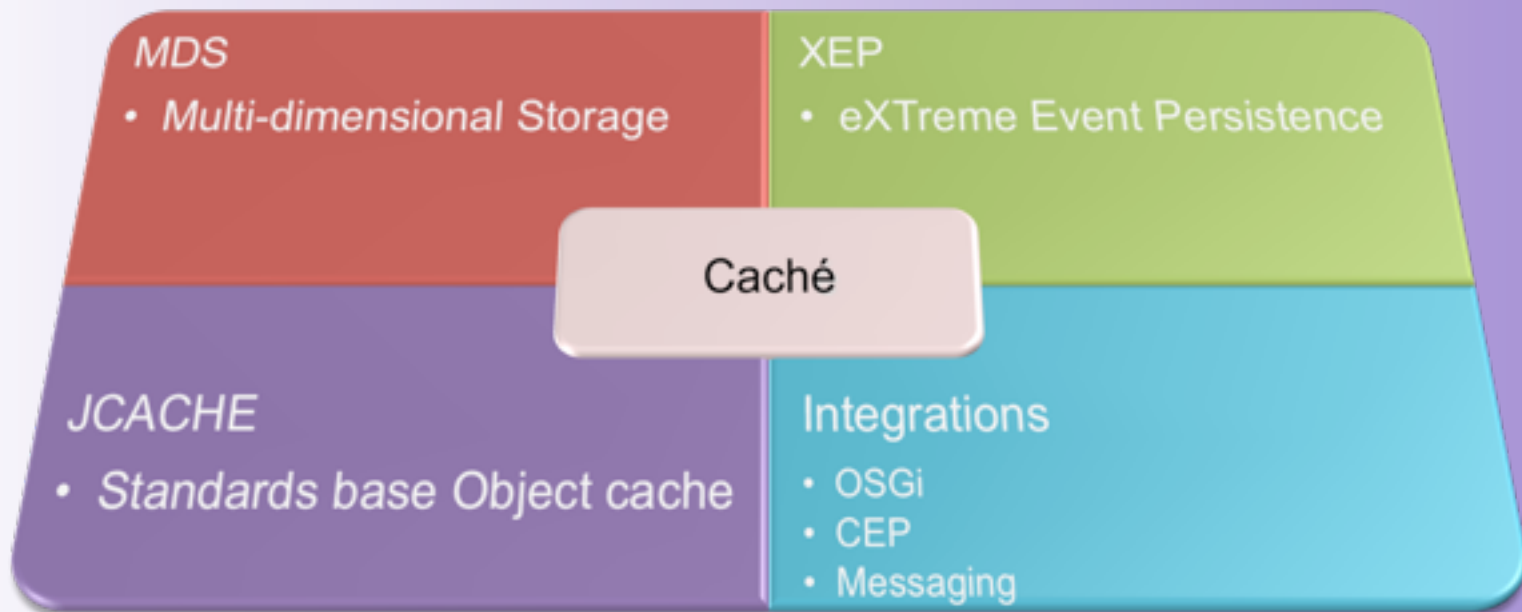 MDS
• Multi-dimensional Storage
XEP
• eXTreme Event Persistence
Caché
JCACHE
• Standards base Object cache
Integrations
• OSGi
• CEP
• Messaging